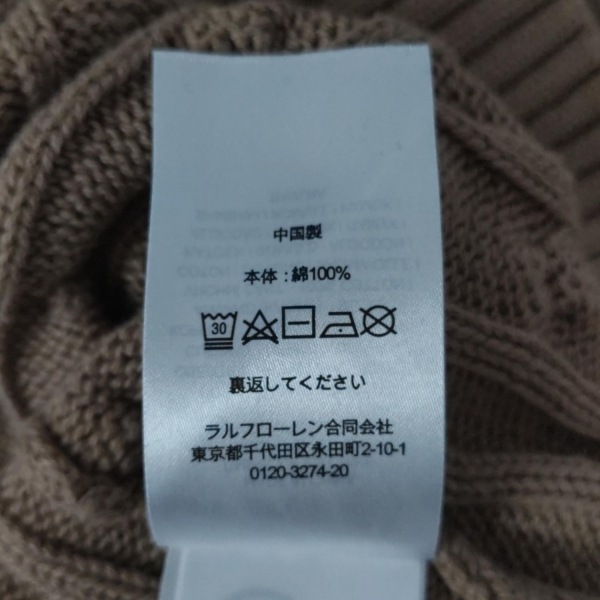 中国製
本体 : 綿100%
30
裏返してください
ラルフローレン合同会社
東京都千代田区永田町2-10-1
0120-3274-20